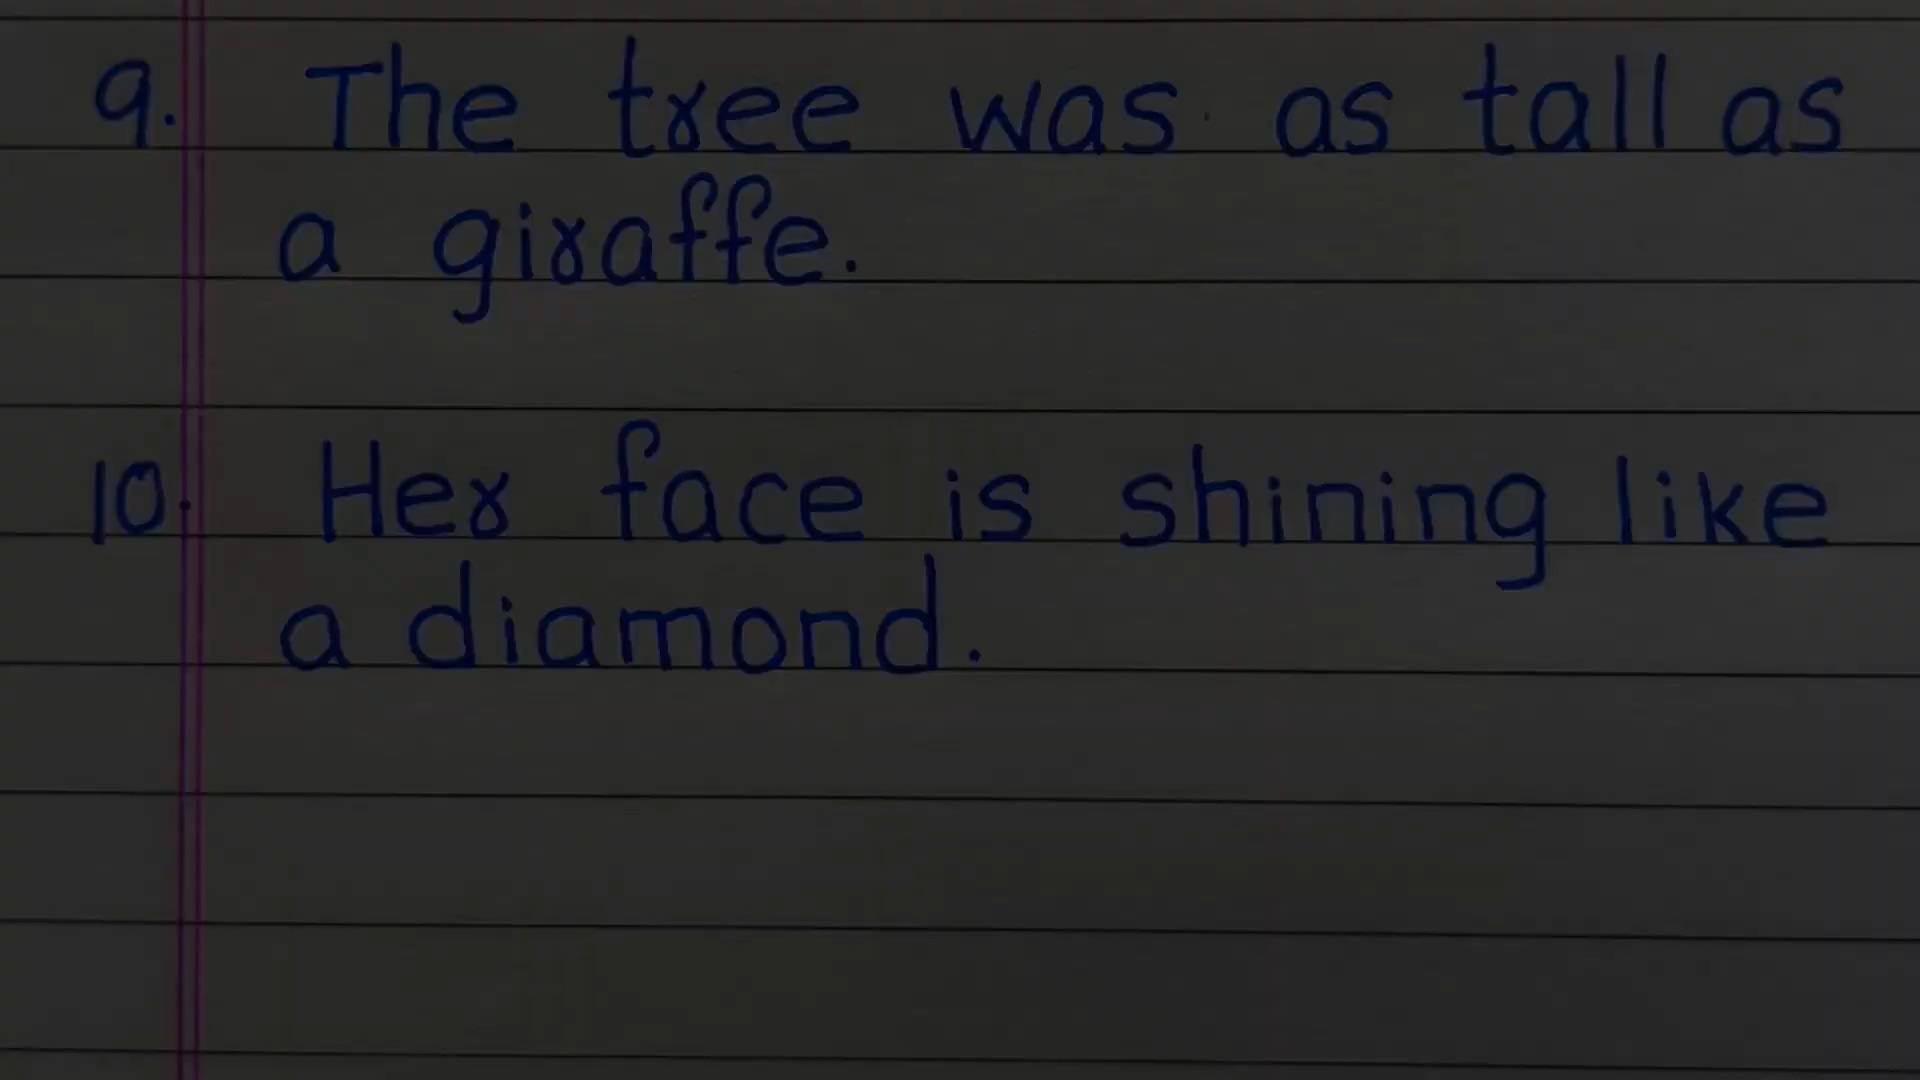 9. The tree was as tall as
a giraffe.
10. Her face is shining like
a diamond.